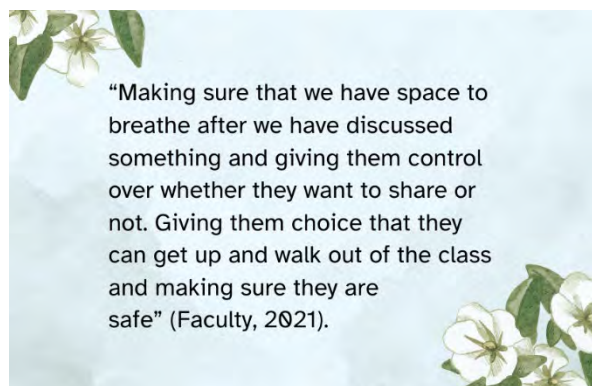 “Making sure that we have space to
breathe after we have discussed
something and giving them control
over whether they want to share or
not. Giving them choice that they
can get up and walk out of the class
and making sure they are
safe” (Faculty, 2021).